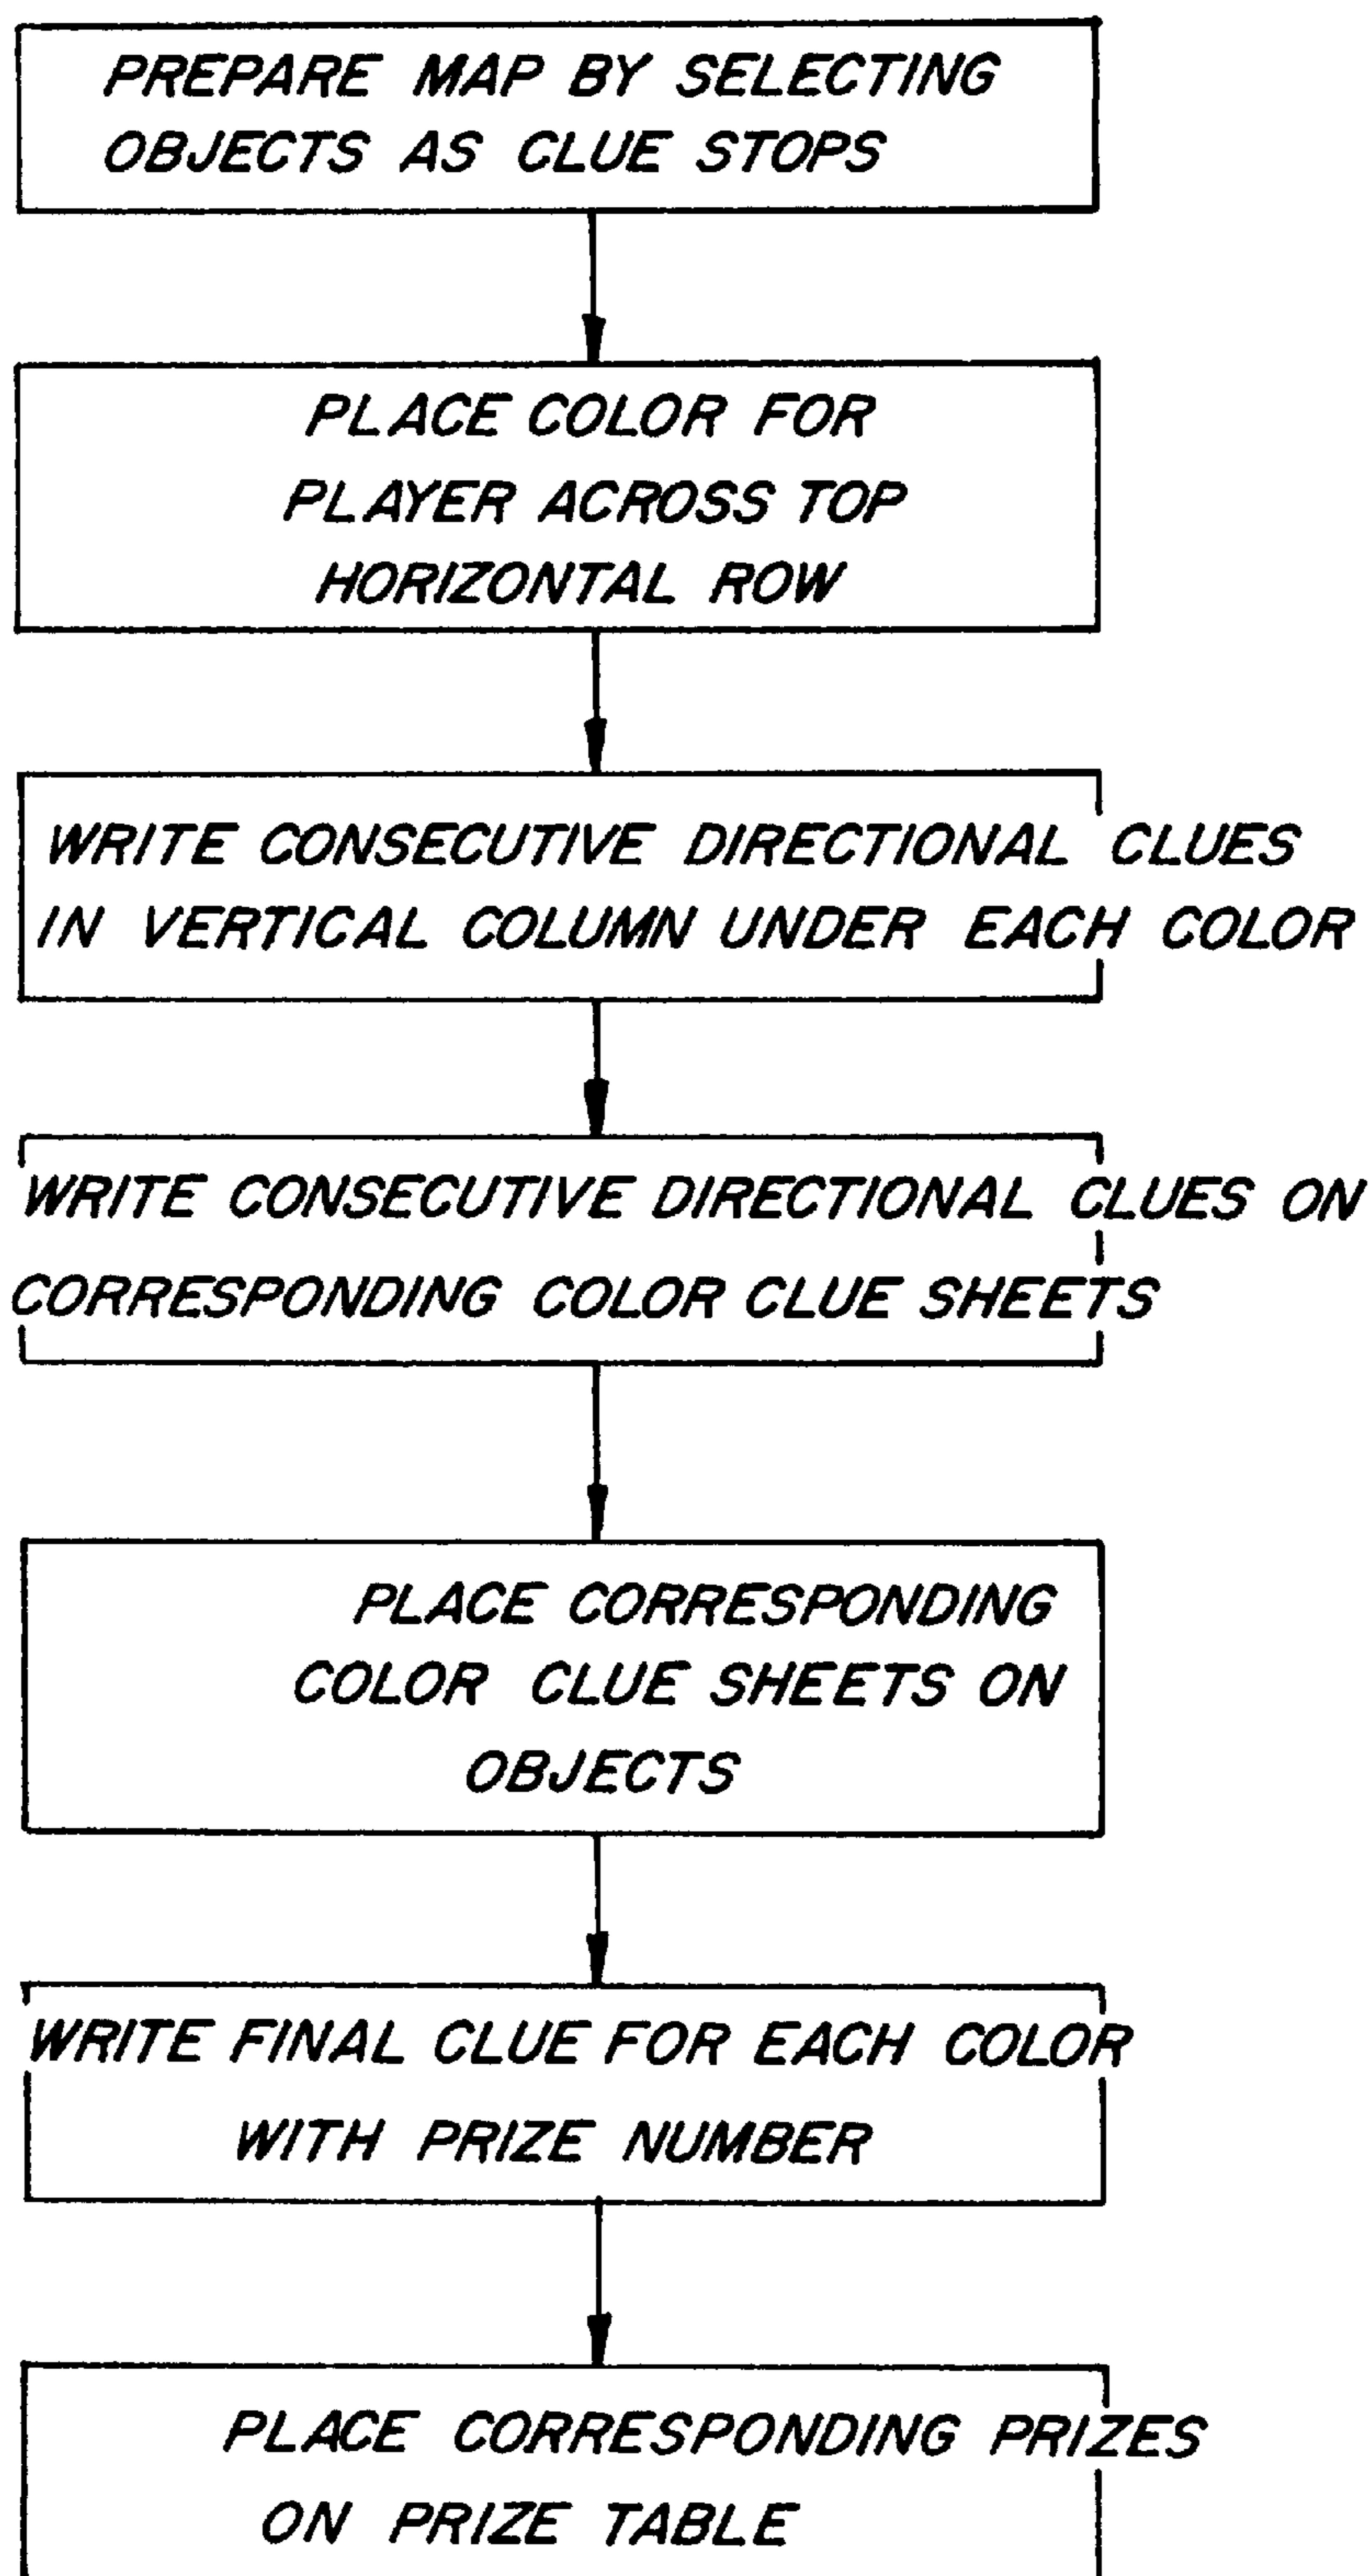 PREPARE MAP BY SELECTING
OBJECTS AS CLUE STOPS
PLACE COLOR FOR
PLAYER ACROSS TOP
HORIZONTAL ROW
WRITE CONSECUTIVE DIRECTIONAL CLUES
IN VERTICAL COLUMN UNDER EACH COLOR
WRITE CONSECUTIVE DIRECTIONAL CLUES ON
CORRESPONDING COLOR CLUE SHEETS
PLACE CORRESPONDING
COLOR CLUE SHEETS ON
OBJECTS
WRITE FINAL CLUE FOR EACH COLOR
WITH PRIZE NUMBER
PLACE CORRESPONDING PRIZES
ON PRIZE TABLE